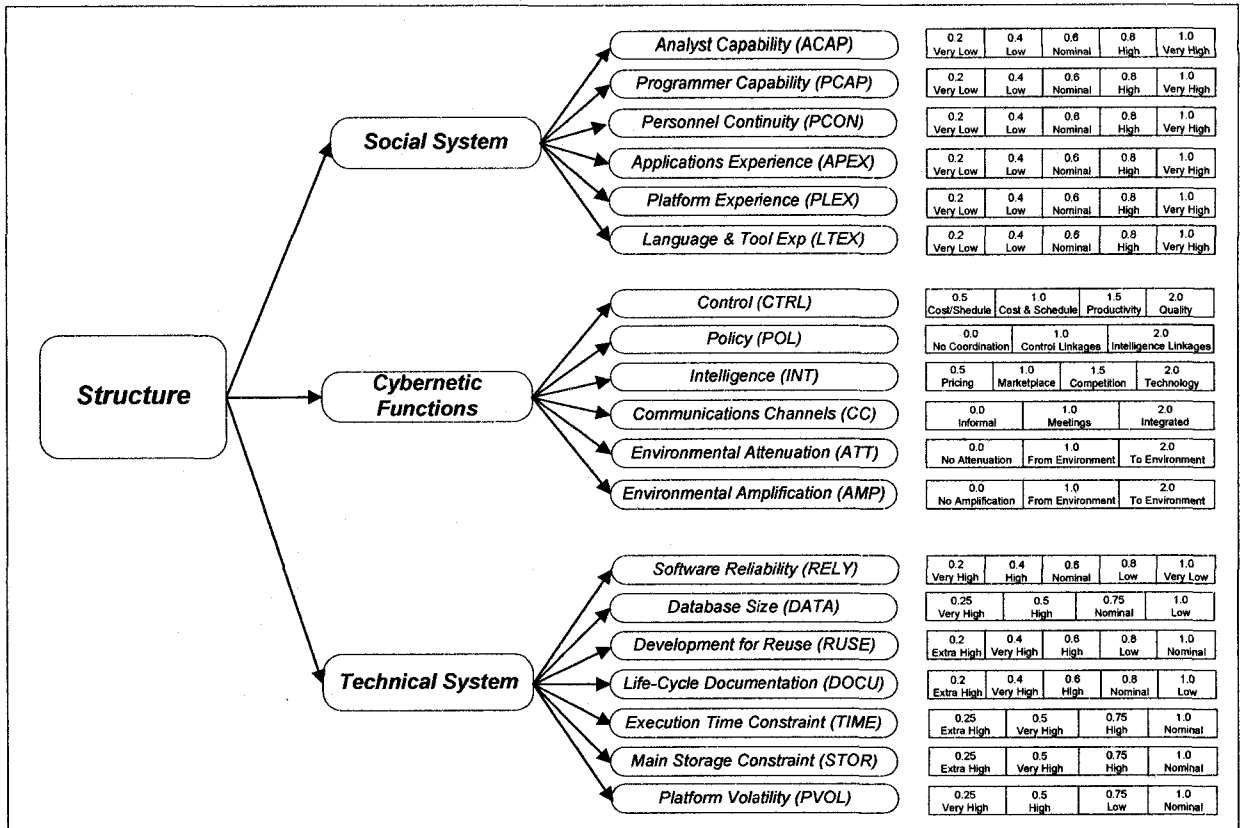 Structure
Social System
Analyst Capability (ACAP)
0.2 0.4 0.6 0.8 1.0
Very Low Low Nominal High Very High
Programmer Capability (PCAP)
0.2 0.4 0.6 0.8 1.0
Very Low Low Nominal High Very High
Personnel Continuity (PCON)
0.2 0.4 0.6 0.8 1.0
Very Low Low Nominal High Very High
Applications Experience (APEX)
0.2 0.4 0.6 0.8 1.0
Very Low Low Nominal High Very High
Platform Experience (PLEX)
0.2 0.4 0.6 0.8 1.0
Very Low Low Nominal High Very High
Language & Tool Exp (LTEX)
0.2 0.4 0.6 0.8 1.0
Very Low Low Nominal High Very High
Cybernetic
Functions
Control (CTRL)
0.5 1.0 1.5 2.0
Cost/Shedule Cost & Schedule Productivity Quality
Policy (POL)
0.0 1.0 2.0
No Coordination Control Linkages Intelligence Linkages
Intelligence (INT)
0.5 1.0 1.5 2.0
Pricing Marketplace Competition Technology
Communications Channels (CC)
0.0 1.0 2.0
Informal Meetings Integrated
Environmental Attenuation (ATT)
0.0 1.0 2.0
No Attenuation From Environment To Environment
Environmental Amplification (AMP)
0.0 1.0 2.0
No Amplification From Environment To Environment
Technical System
Software Reliability (RELY)
0.2 0.4 0.6 0.8 1.0
Very High High Nominal Low Very Low
Database Size (DATA)
0.25 0.5 0.75 1.0
Very High High Nominal Low
Development for Reuse (RUSE)
0.2 0.4 0.6 0.8 1.0
Extra High Very High High Low Nominal
Life-Cycle Documentation (DOCU)
0.2 0.4 0.6 0.8 1.0
Extra High Very High High Nominal Low
Execution Time Constraint (TIME)
0.25 0.5 0.75 1.0
Extra High Very High High Nominal
Main Storage Constraint (STOR)
0.25 0.5 0.75 1.0
Extra High Very High High Nominal
Platform Volatility (PVOL)
0.25 0.5 0.75 1.0
Very High High Low Nominal